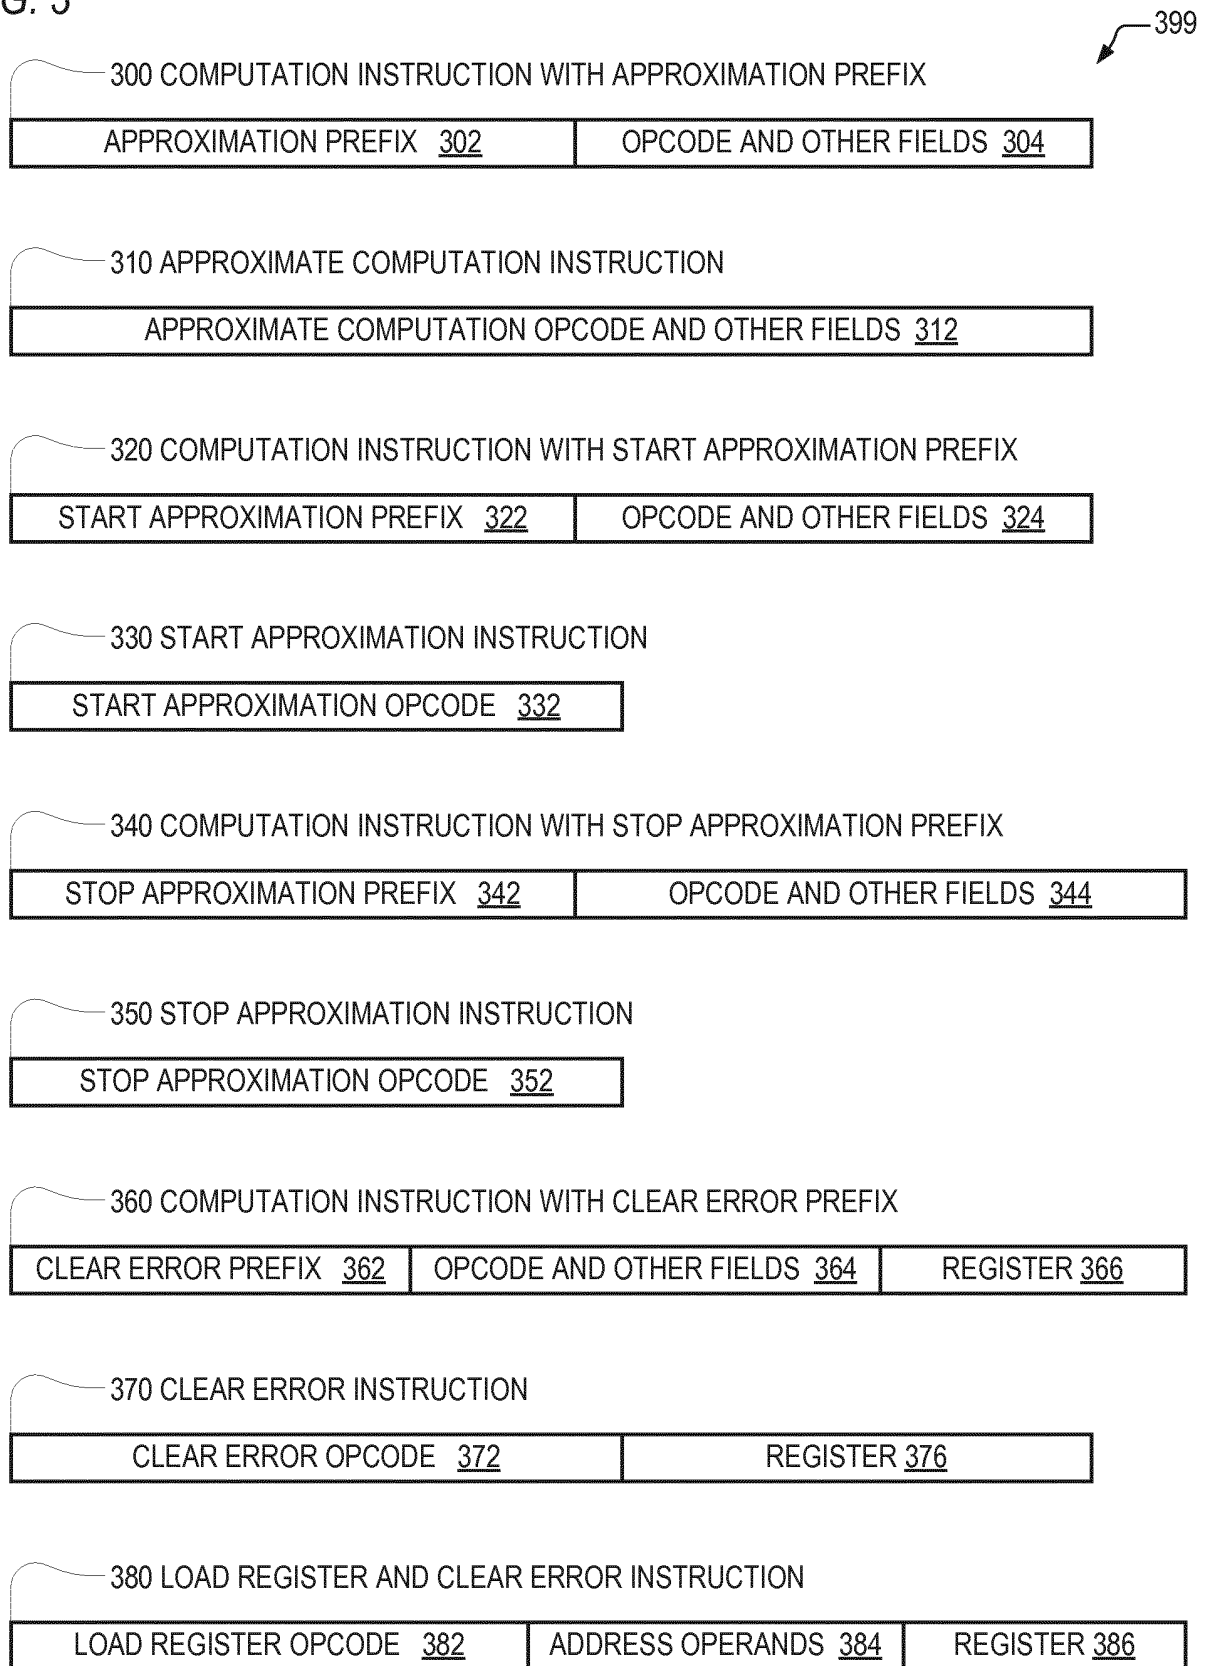 G. 3
399
300 COMPUTATION INSTRUCTION WITH APPROXIMATION PREFIX
APPROXIMATION PREFIX 302 OPCODE AND OTHER FIELDS 304
310 APPROXIMATE COMPUTATION INSTRUCTION
APPROXIMATE COMPUTATION OPCODE AND OTHER FIELDS 312
320 COMPUTATION INSTRUCTION WITH START APPROXIMATION PREFIX
START APPROXIMATION PREFIX 322 OPCODE AND OTHER FIELDS 324
330 START APPROXIMATION INSTRUCTION
START APPROXIMATION OPCODE 332
340 COMPUTATION INSTRUCTION WITH STOP APPROXIMATION PREFIX
STOP APPROXIMATION PREFIX 342 OPCODE AND OTHER FIELDS 344
350 STOP APPROXIMATION INSTRUCTION
STOP APPROXIMATION OPCODE 352
360 COMPUTATION INSTRUCTION WITH CLEAR ERROR PREFIX
CLEAR ERROR PREFIX 362 OPCODE AND OTHER FIELDS 364 REGISTER 366
370 CLEAR ERROR INSTRUCTION
CLEAR ERROR OPCODE 372 REGISTER 376
380 LOAD REGISTER AND CLEAR ERROR INSTRUCTION
LOAD REGISTER OPCODE 382 ADDRESS OPERANDS 384 REGISTER 386